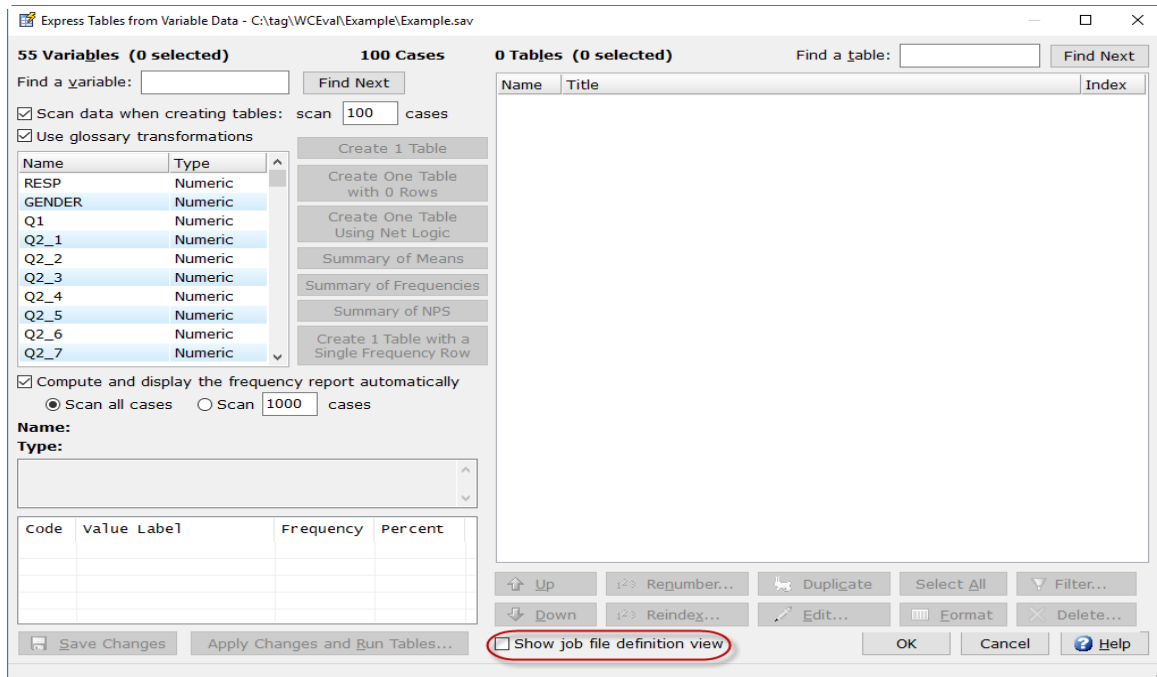 Express Tables from Variable Data - C:\tag\WCEval\Example\Example.sav
55 Variables (0 selected) 100 Cases
Find a variable: Find Next
Scan data when creating tables: scan 100 cases
Use glossary transformations
Name Type
RESP Numeric
GENDER Numeric
Q1 Numeric
Q2_1 Numeric
Q2_2 Numeric
Q2_3 Numeric
Q2_4 Numeric
Q2_5 Numeric
Q2_6 Numeric
Q2_7 Numeric
Create 1 Table
Create One Table
with 0 Rows
Create One Table
Using Net Logic
Summary of Means
Summary of Frequencies
Summary of NPS
Create 1 Table with a
Single Frequency Row
Compute and display the frequency report automatically
Scan all cases Scan 1000 cases
Name:
Type:
Code Value Label Frequency Percent
Save Changes Apply Changes and Run Tables...
0 Tables (0 selected) Find a table: Find Next
Name Title Index
Up Renumber... Duplicate Select All Filter...
Down Reindex... Edit... Format Delete...
Show job file definition view OK Cancel Help